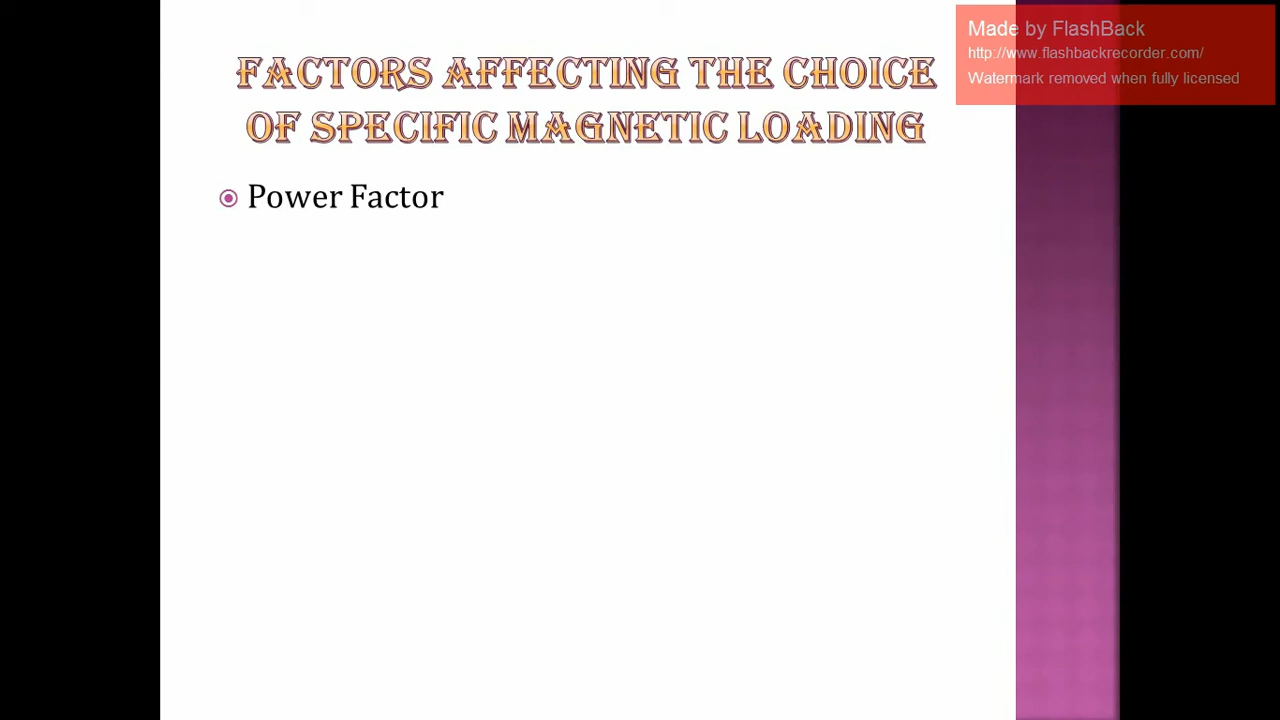 Made by FlashBack
http://www.flashbackrecorder.com/
Watermark removed when fully licensed
FACTORS AFFECTING THE CHOICE
OF SPECIFIC MAGNETIC LOADING
Power Factor